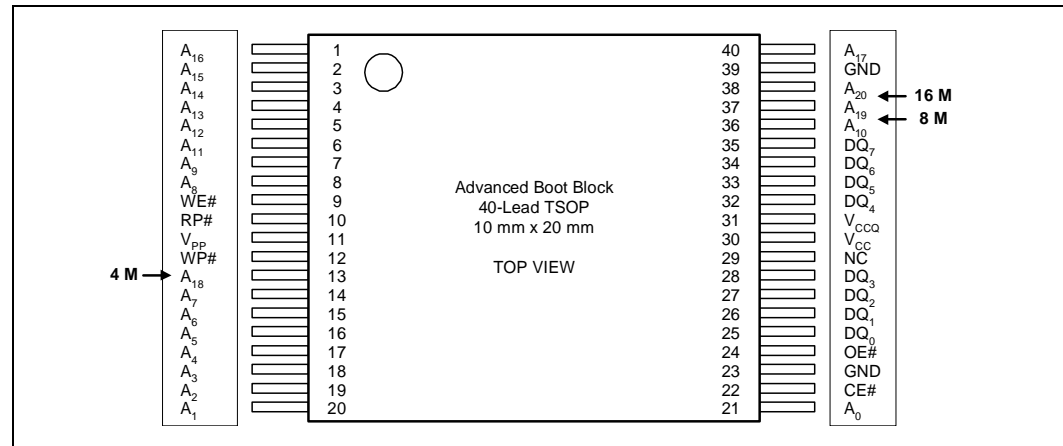 A16 1 40 A17
A15 2 39 GND
A14 3 38 A20 16 M
A13 4 37 A19
A12 5 36 A10 8 M
A11 6 35 DQ7
A9 7 34 DQ6
A8 8 33 DQ5
WE# 9 32 DQ4
RP# 10 31 VCCQ
VPP 11 30 VCC
WP# 12 29 NC
4 M A18 13 28 DQ3
A7 14 27 DQ2
A6 15 26 DQ1
A5 16 25 DQ0
A4 17 24 OE#
A3 18 23 GND
A2 19 22 CE#
A1 20 21 A0
Advanced Boot Block
40-Lead TSOP
10 mm x 20 mm
TOP VIEW